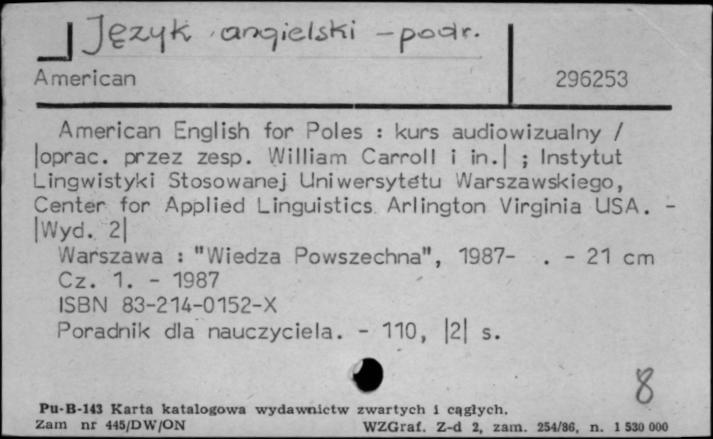 Język angielski - podr.
American 296253
American English for Poles : kurs audiowizualny /
|oprac. przez zesp. William Carroll i in.| ; Instytut
Lingwistyki Stosowanej Uniwersytetu Warszawskiego,
Center for Applied Linguistics Arlington Virginia USA. -
|Wyd. 2|
Warszawa : "Wiedza Powszechna", 1987- . - 21 cm
Cz. 1. - 1987
ISBN 83-214-0152-X
Poradnik dla nauczyciela. - 110, |2| s.
8
Pu-B-143 Karta katalogowa wydawnictw zwartych i ciągłych.
Zam nr 445/DW/ON WZGraf. Z-d 2, zam. 254/86, n. 1 530 000